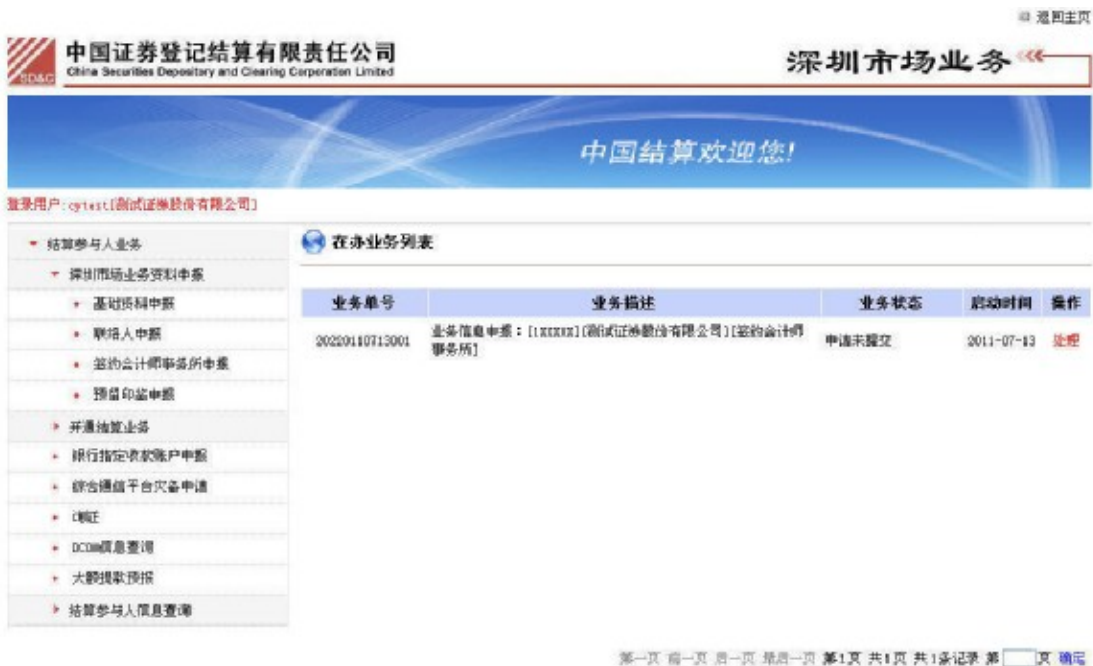 返回主页
中国证券登记结算有限责任公司
China Securities Depository and Clearing Corporation Limited
SD&C
深圳市场业务
中国结算欢迎您!
登录用户:cytest[测试证券股份有限公司]
结算参与人业务
深圳市场业务资料申报
基础资料申报
联络人申报
签约会计师事务所申报
预留印鉴申报
开通结算业务
银行指定收款账户申报
综合通信平台灾备申请
询证
DCOM信息查询
大额提款预报
结算参与人信息查询
在办业务列表
业务单号 业务描述 业务状态 启动时间 操作
20220110713001 业务信息申报:[1XXXXX][测试证券股份有限公司][签约会计师
事务所] 申请未提交 2011-07-13 处理
第一页 前一页 后一页 最后一页 第1页 共1页 共1条记录 第 页 确定